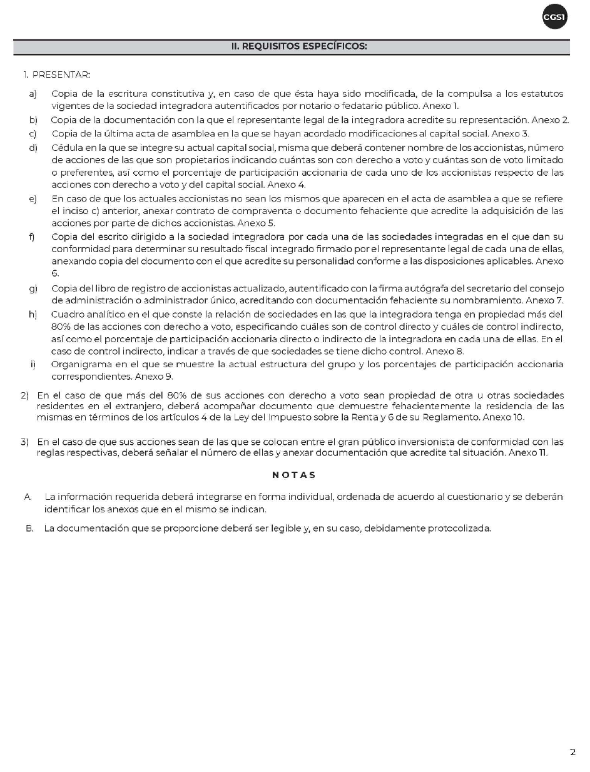 CGS1
II. REQUISITOS ESPECÍFICOS:
1. PRESENTAR:
a) Copia de la escritura constitutiva y, en caso de que ésta haya sido modificada, de la compulsa a los estatutos
vigentes de la sociedad integradora autentificados por notario o fedatario público. Anexo 1.
b) Copia de la documentación con la que el representante legal de la integradora acredite su representación. Anexo 2.
c) Copia de la última acta de asamblea en la que se hayan acordado modificaciones al capital social. Anexo 3.
d) Cédula en la que se integre su actual capital social, misma que deberá contener nombre de los accionistas, número
de acciones de las que son propietarios indicando cuántas son con derecho a voto y cuántas son de voto limitado
o preferentes, así como el porcentaje de participación accionaria de cada uno de los accionistas respecto de las
acciones con derecho a voto y del capital social. Anexo 4.
e) En caso de que los actuales accionistas no sean los mismos que aparecen en el acta de asamblea a que se refiere
el inciso c) anterior, anexar contrato de compraventa o documento fehaciente que acredite la adquisición de las
acciones por parte de dichos accionistas. Anexo 5.
f) Copia del escrito dirigido a la sociedad integradora por cada una de las sociedades integradas en el que dan su
conformidad para determinar su resultado fiscal integrado firmado por el representante legal de cada una de ellas,
anexando copia del documento con el que acredite su personalidad conforme a las disposiciones aplicables. Anexo
6.
g) Copia del libro de registro de accionistas actualizado, autentificado con la firma autógrafa del secretario del consejo
de administración o administrador único, acreditando con documentación fehaciente su nombramiento. Anexo 7.
h) Cuadro analítico en el que conste la relación de sociedades en las que la integradora tenga en propiedad más del
80% de las acciones con derecho a voto, especificando cuáles son de control directo y cuáles de control indirecto,
así como el porcentaje de participación accionaria directo o indirecto de la integradora en cada una de ellas. En el
caso de control indirecto, indicar a través de que sociedades se tiene dicho control. Anexo 8.
i) Organigrama en el que se muestre la actual estructura del grupo y los porcentajes de participación accionaria
correspondientes. Anexo 9.
2) En el caso de que más del 80% de sus acciones con derecho a voto sean propiedad de otra u otras sociedades
residentes en el extranjero, deberá acompañar documento que demuestre fehacientemente la residencia de las
mismas en términos de los artículos 4 de la Ley del Impuesto sobre la Renta y 6 de su Reglamento. Anexo 10.
3) En el caso de que sus acciones sean de las que se colocan entre el gran público inversionista de conformidad con las
reglas respectivas, deberá señalar el número de ellas y anexar documentación que acredite tal situación. Anexo 11.
N O T A S
A. La información requerida deberá integrarse en forma individual, ordenada de acuerdo al cuestionario y se deberán
identificar los anexos que en el mismo se indican.
B. La documentación que se proporcione deberá ser legible y, en su caso, debidamente protocolizada.
2